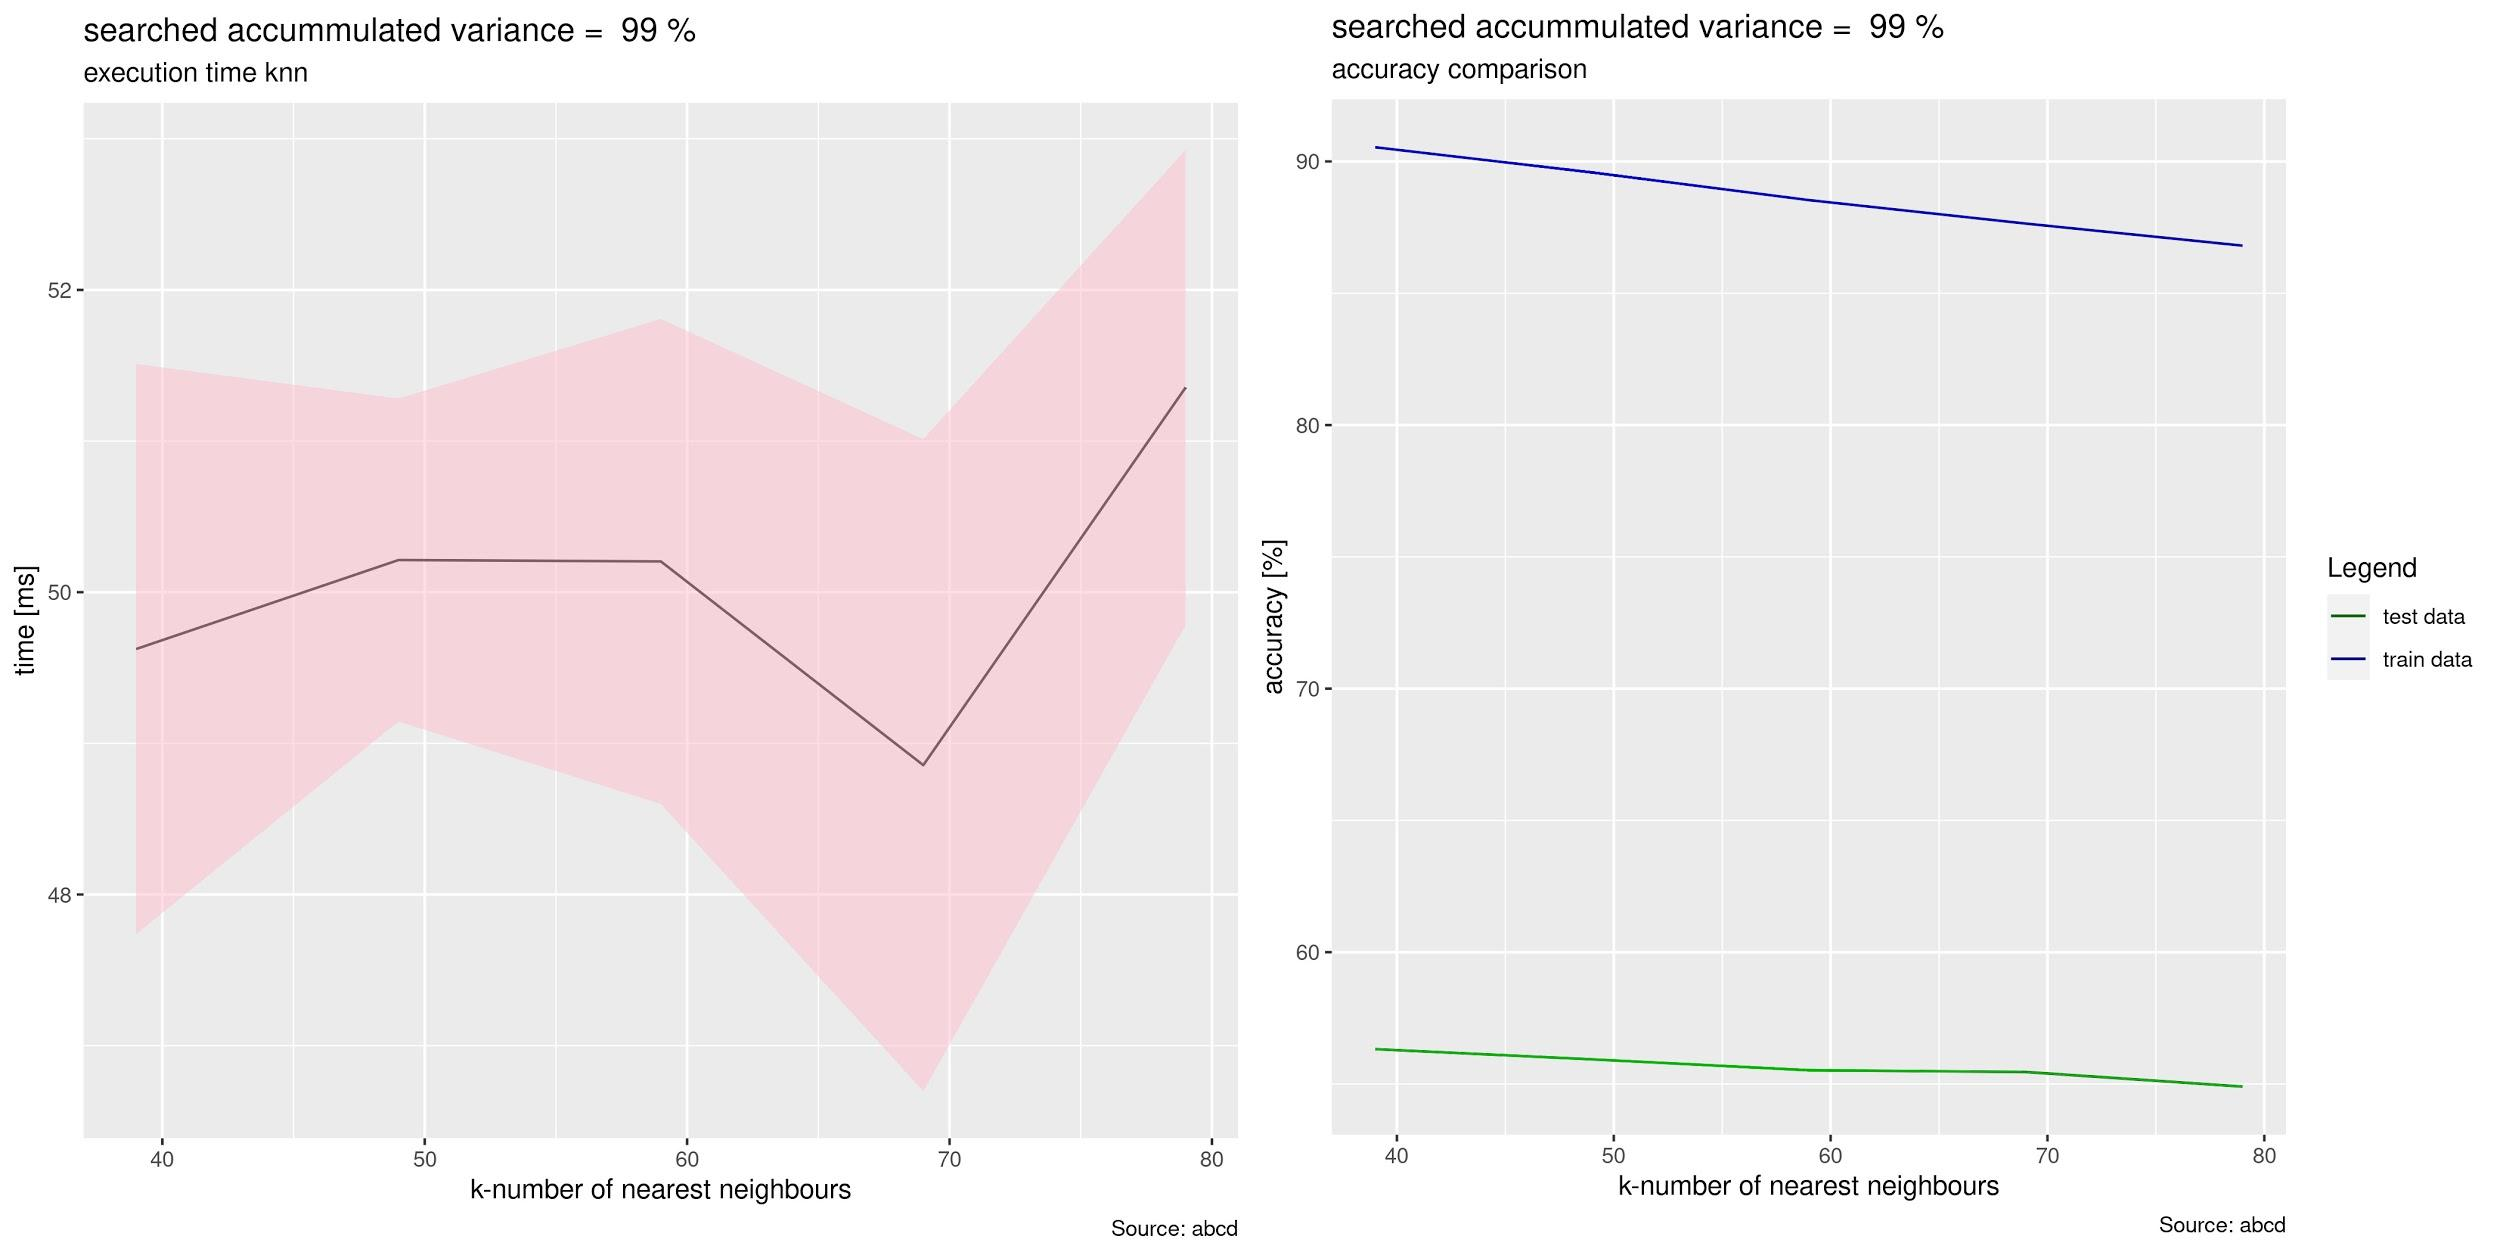 searched accummulated variance =  99 %
execution time knn
time [ms]
52
50
48
40 50 60 70 80
k-number of nearest neighbours
Source: abcd
searched accummulated variance =  99 %
accuracy comparison
accuracy [%]
90
80
70
60
40 50 60 70 80
k-number of nearest neighbours
Source: abcd
Legend
test data
train data